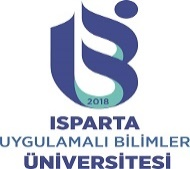 2018
ISPARTA
UYGULAMALI BİLİMLER
ÜNİVERSİTESİ